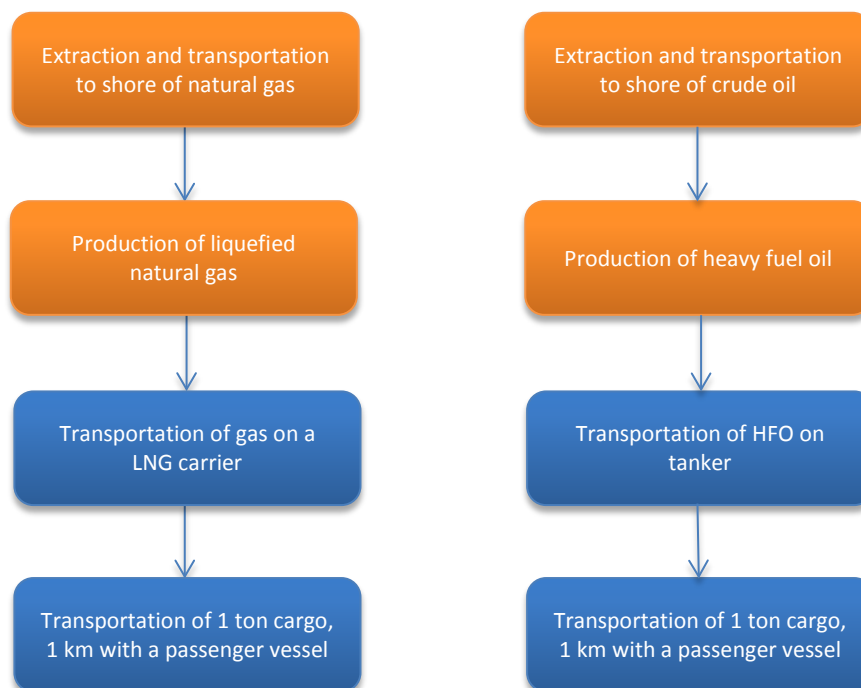 Extraction and transportation
to shore of natural gas
Extraction and transportation
to shore of crude oil
Production of liquefied
natural gas
Production of heavy fuel oil
Transportation of gas on a
LNG carrier
Transportation of HFO on
tanker
Transportation of 1 ton cargo,
1 km with a passenger vessel
Transportation of 1 ton cargo,
1 km with a passenger vessel